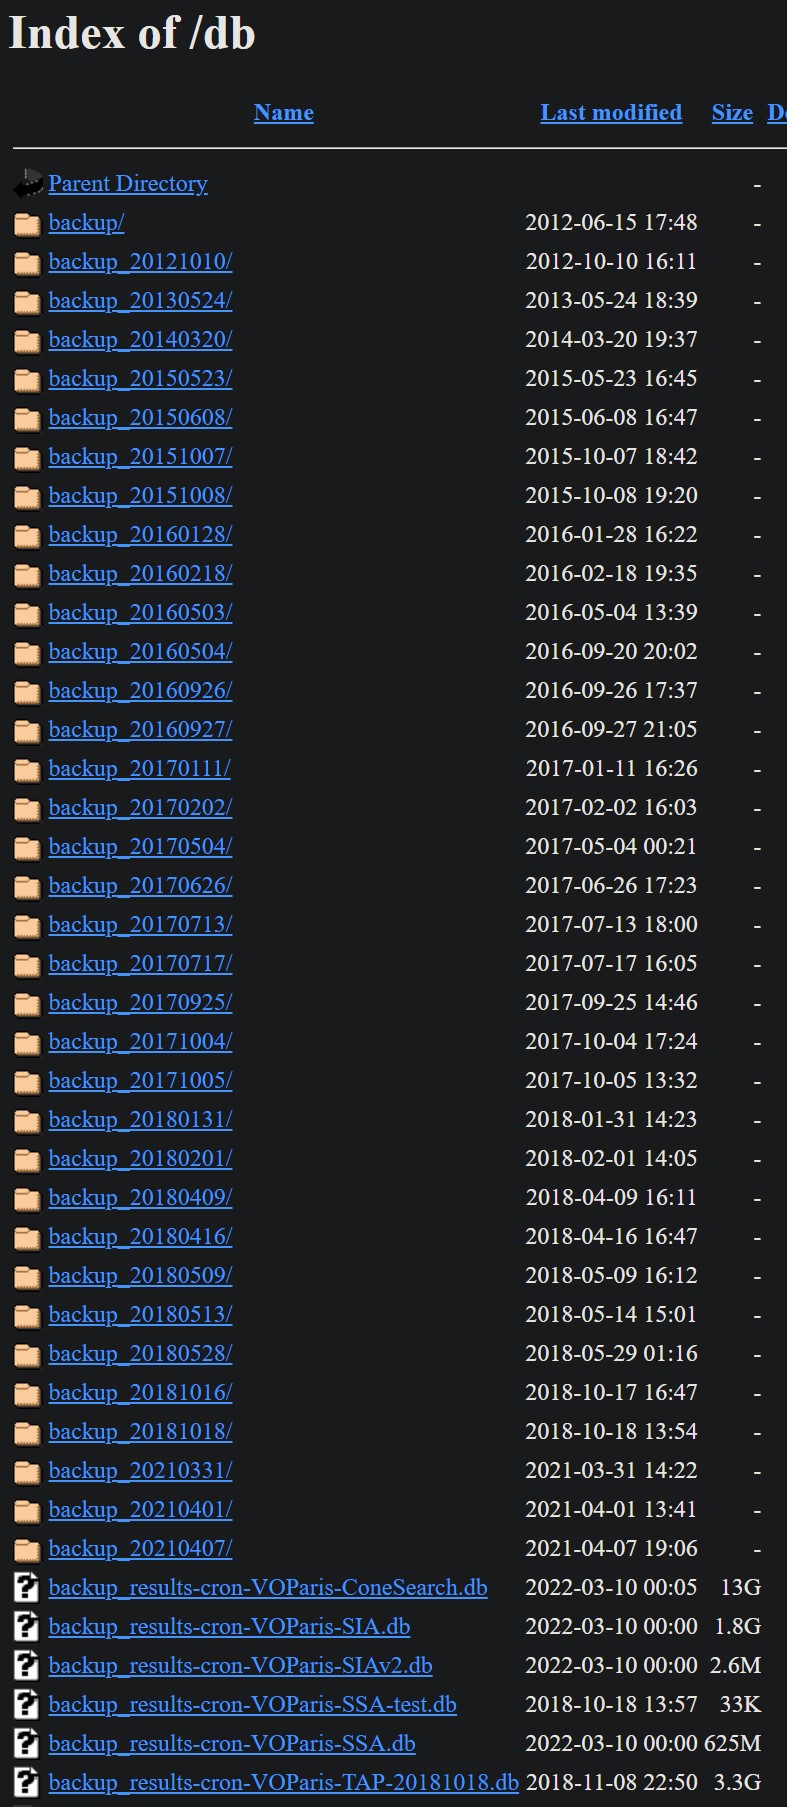 Index of /db
Name Last modified Size De
Parent Directory -
backup/ 2012-06-15 17:48 -
backup_20121010/ 2012-10-10 16:11 -
backup_20130524/ 2013-05-24 18:39 -
backup_20140320/ 2014-03-20 19:37 -
backup_20150523/ 2015-05-23 16:45 -
backup_20150608/ 2015-06-08 16:47 -
backup_20151007/ 2015-10-07 18:42 -
backup_20151008/ 2015-10-08 19:20 -
backup_20160128/ 2016-01-28 16:22 -
backup_20160218/ 2016-02-18 19:35 -
backup_20160503/ 2016-05-04 13:39 -
backup_20160504/ 2016-09-20 20:02 -
backup_20160926/ 2016-09-26 17:37 -
backup_20160927/ 2016-09-27 21:05 -
backup_20170111/ 2017-01-11 16:26 -
backup_20170202/ 2017-02-02 16:03 -
backup_20170504/ 2017-05-04 00:21 -
backup_20170626/ 2017-06-26 17:23 -
backup_20170713/ 2017-07-13 18:00 -
backup_20170717/ 2017-07-17 16:05 -
backup_20170925/ 2017-09-25 14:46 -
backup_20171004/ 2017-10-04 17:24 -
backup_20171005/ 2017-10-05 13:32 -
backup_20180131/ 2018-01-31 14:23 -
backup_20180201/ 2018-02-01 14:05 -
backup_20180409/ 2018-04-09 16:11 -
backup_20180416/ 2018-04-16 16:47 -
backup_20180509/ 2018-05-09 16:12 -
backup_20180513/ 2018-05-14 15:01 -
backup_20180528/ 2018-05-29 01:16 -
backup_20181016/ 2018-10-17 16:47 -
backup_20181018/ 2018-10-18 13:54 -
backup_20210331/ 2021-03-31 14:22 -
backup_20210401/ 2021-04-01 13:41 -
backup_20210407/ 2021-04-07 19:06 -
backup_results-cron-VOParis-ConeSearch.db 2022-03-10 00:05 13G
backup_results-cron-VOParis-SIA.db 2022-03-10 00:00 1.8G
backup_results-cron-VOParis-SIAv2.db 2022-03-10 00:00 2.6M
backup_results-cron-VOParis-SSA-test.db 2018-10-18 13:57 33K
backup_results-cron-VOParis-SSA.db 2022-03-10 00:00 625M
backup_results-cron-VOParis-TAP-20181018.db 2018-11-08 22:50 3.3G